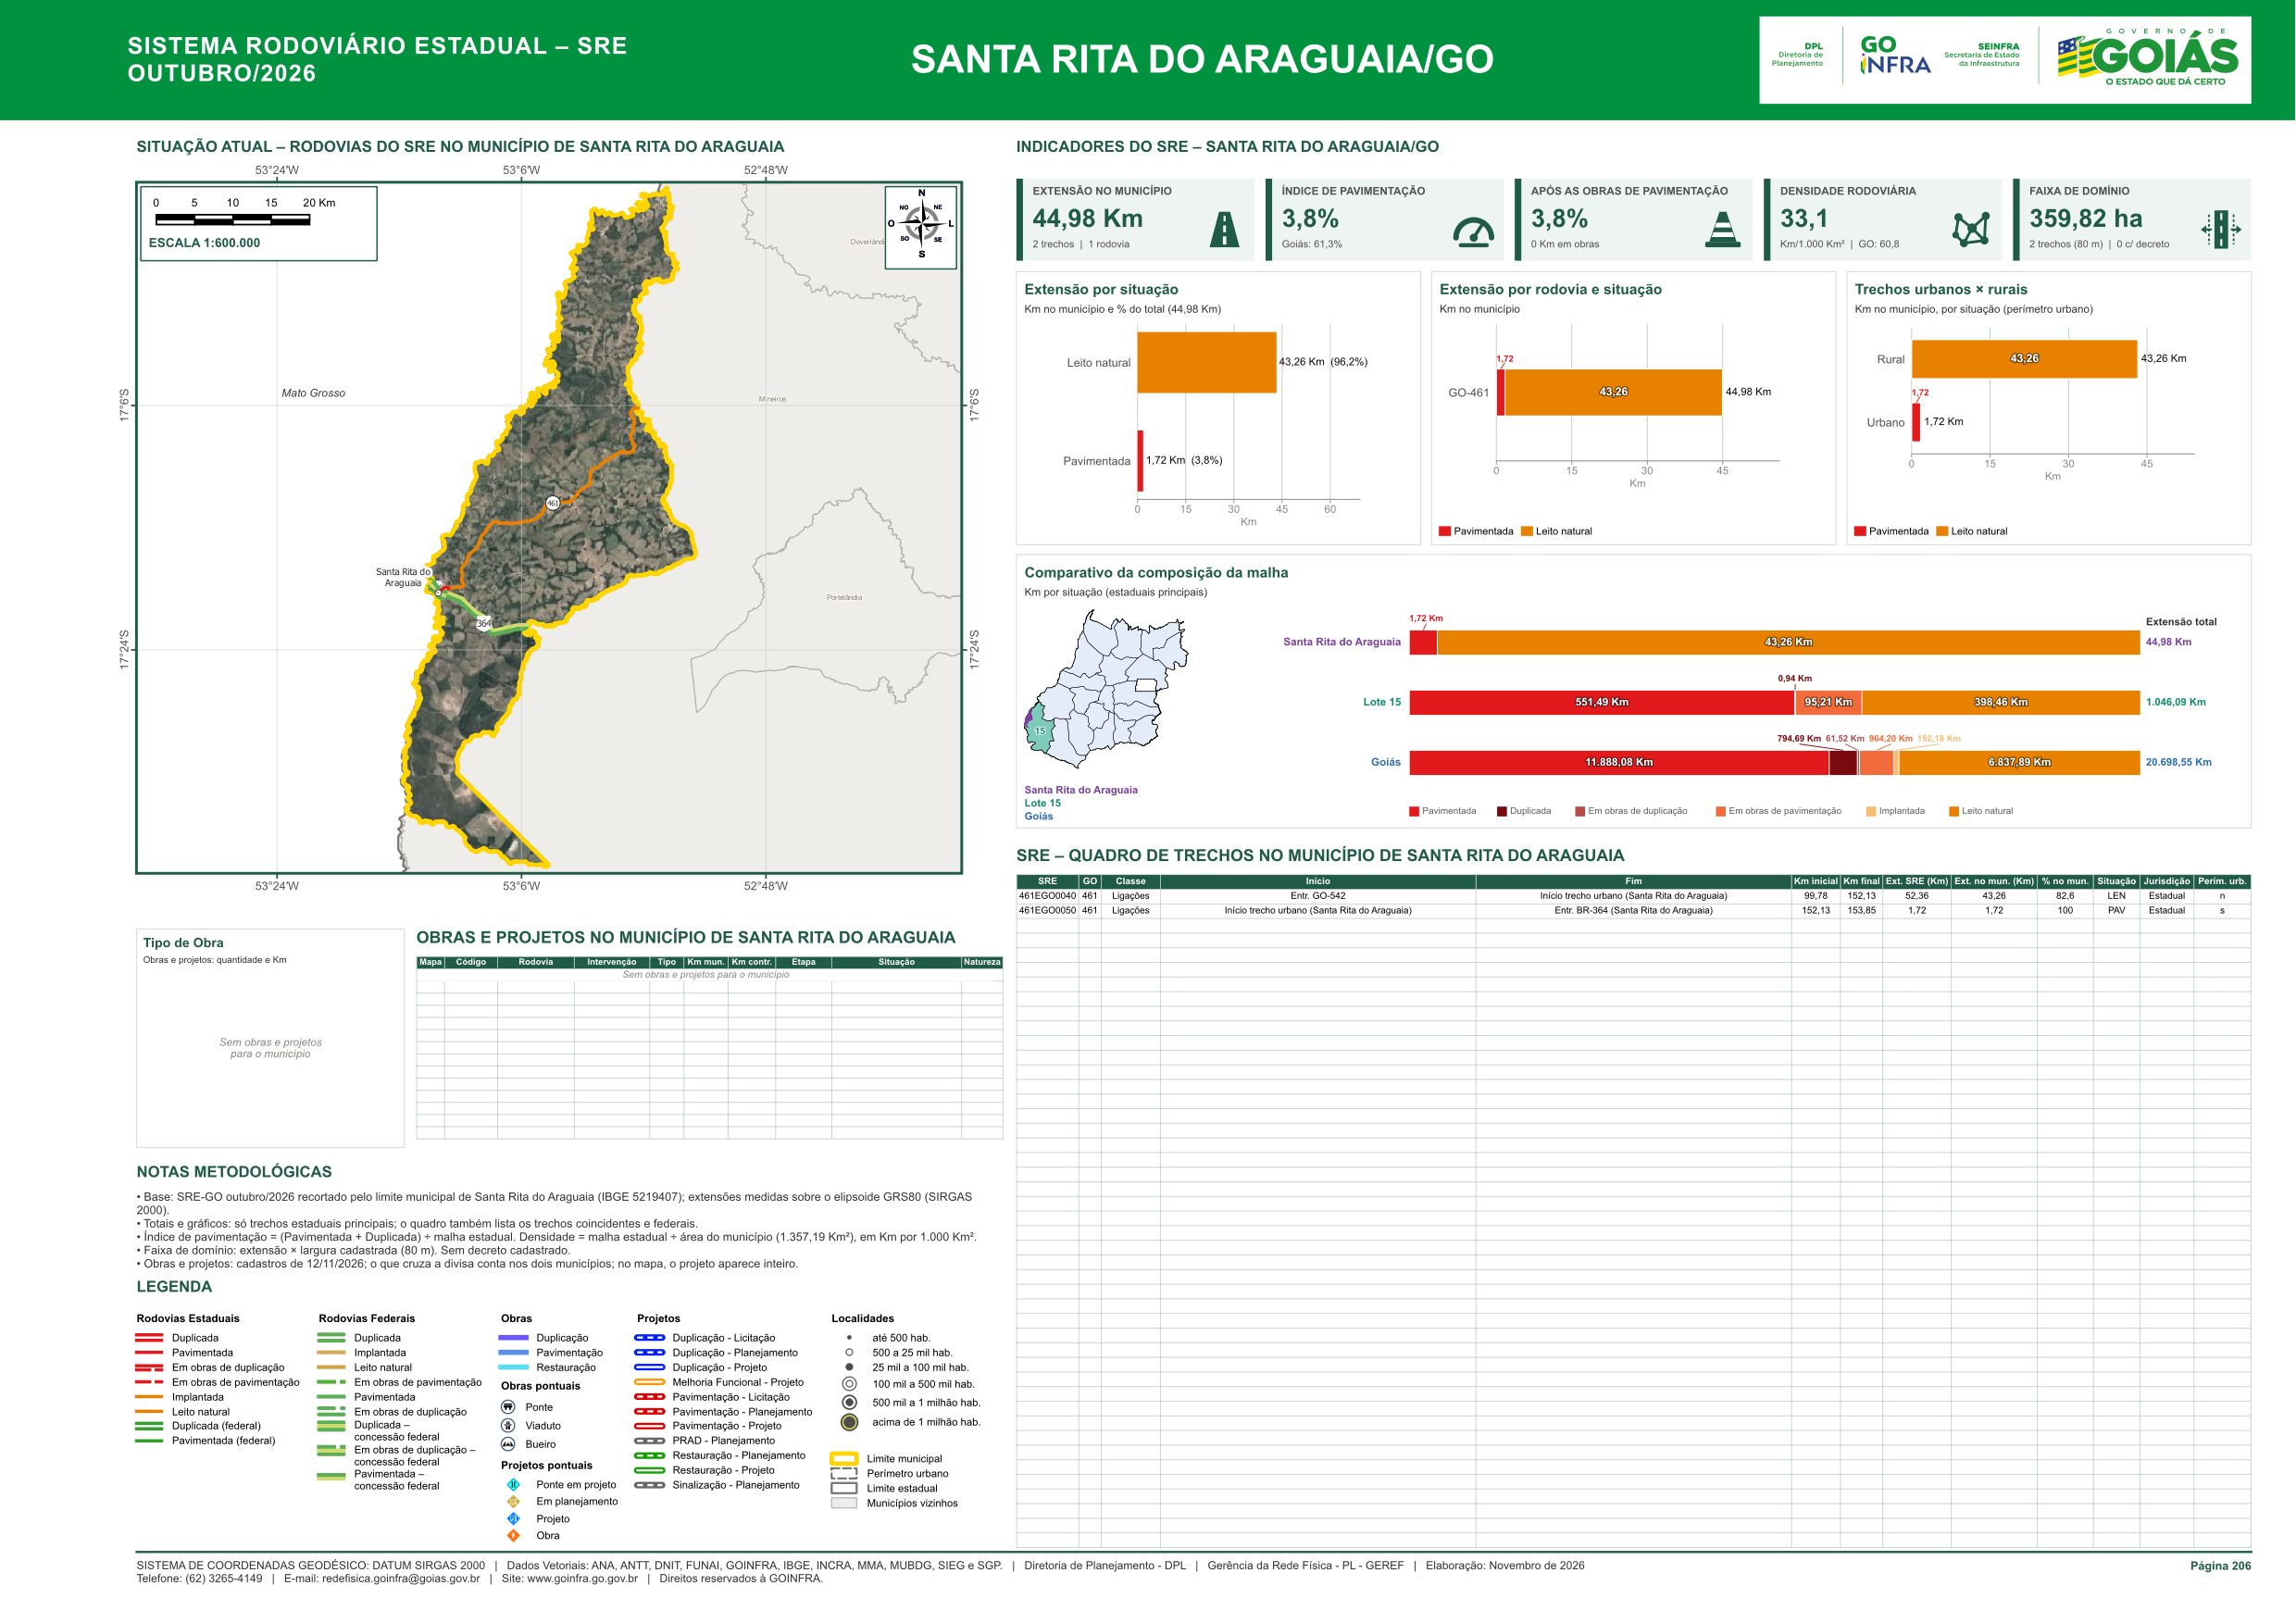 SISTEMA RODOVIÁRIO ESTADUAL – SRE
OUTUBRO/2026
SANTA RITA DO ARAGUAIA/GO
DPL
Diretoria de
Planejamento
GO
iNFRA
SEINFRA
Secretaria de Estado
da Infraestrutura
GOVERNO DE
GOIÁS
O ESTADO QUE DÁ CERTO
SITUAÇÃO ATUAL – RODOVIAS DO SRE NO MUNICÍPIO DE SANTA RITA DO ARAGUAIA
53°24'W 53°6'W 52°48'W
0 5 10 15 20 Km
ESCALA 1:600.000
N
NO NE
O L
SO SE
S
Mato Grosso
Mineiros
17°6'S 17°6'S
461
Santa Rita do
Araguaia
364
Portelândia
17°24'S 17°24'S
53°24'W 53°6'W 52°48'W
INDICADORES DO SRE – SANTA RITA DO ARAGUAIA/GO
EXTENSÃO NO MUNICÍPIO
44,98 Km
2 trechos | 1 rodovia
ÍNDICE DE PAVIMENTAÇÃO
3,8%
Goiás: 61,3%
APÓS AS OBRAS DE PAVIMENTAÇÃO
3,8%
0 Km em obras
DENSIDADE RODOVIÁRIA
33,1
Km/1.000 Km² | GO: 60,8
FAIXA DE DOMÍNIO
359,82 ha
2 trechos (80 m) | 0 c/ decreto
Extensão por situação
Km no município e % do total (44,98 Km)
Leito natural 43,26 Km (96,2%)
Pavimentada 1,72 Km (3,8%)
0 15 30 45 60
Km
Extensão por rodovia e situação
Km no município
1,72
GO-461 43,26 44,98 Km
0 15 30 45
Km
Pavimentada Leito natural
Trechos urbanos × rurais
Km no município, por situação (perímetro urbano)
Rural 43,26 43,26 Km
1,72
Urbano 1,72 Km
0 15 30 45
Km
Pavimentada Leito natural
Comparativo da composição da malha
Km por situação (estaduais principais)
15
Santa Rita do Araguaia
Lote 15
Goiás
1,72 Km
Extensão total
Santa Rita do Araguaia 43,26 Km 44,98 Km
0,94 Km
Lote 15 551,49 Km 95,21 Km 398,46 Km 1.046,09 Km
794,69 Km 61,52 Km 964,20 Km 152,18 Km
Goiás 11.888,08 Km 6.837,89 Km 20.698,55 Km
Pavimentada Duplicada Em obras de duplicação Em obras de pavimentação Implantada Leito natural
SRE – QUADRO DE TRECHOS NO MUNICÍPIO DE SANTA RITA DO ARAGUAIA
SRE GO Classe Início Fim Km inicial Km final Ext. SRE (Km) Ext. no mun. (Km) % no mun. Situação Jurisdição Perím. urb.
461EGO0040 461 Ligações Entr. GO-542 Início trecho urbano (Santa Rita do Araguaia) 99,78 152,13 52,36 43,26 82,6 LEN Estadual n
461EGO0050 461 Ligações Início trecho urbano (Santa Rita do Araguaia) Entr. BR-364 (Santa Rita do Araguaia) 152,13 153,85 1,72 1,72 100 PAV Estadual s
Tipo de Obra
Obras e projetos: quantidade e Km
Sem obras e projetos
para o município
OBRAS E PROJETOS NO MUNICÍPIO DE SANTA RITA DO ARAGUAIA
Mapa Código Rodovia Intervenção Tipo Km mun. Km contr. Etapa Situação Natureza
Sem obras e projetos para o município
NOTAS METODOLÓGICAS
• Base: SRE-GO outubro/2026 recortado pelo limite municipal de Santa Rita do Araguaia (IBGE 5219407); extensões medidas sobre o elipsoide GRS80 (SIRGAS
2000).
• Totais e gráficos: só trechos estaduais principais; o quadro também lista os trechos coincidentes e federais.
• Índice de pavimentação = (Pavimentada + Duplicada) ÷ malha estadual. Densidade = malha estadual ÷ área do município (1.357,19 Km²), em Km por 1.000 Km².
• Faixa de domínio: extensão × largura cadastrada (80 m). Sem decreto cadastrado.
• Obras e projetos: cadastros de 12/11/2026; o que cruza a divisa conta nos dois municípios; no mapa, o projeto aparece inteiro.
LEGENDA
Rodovias Estaduais
Duplicada
Pavimentada
Em obras de duplicação
Em obras de pavimentação
Implantada
Leito natural
Duplicada (federal)
Pavimentada (federal)
Rodovias Federais
Duplicada
Implantada
Leito natural
Em obras de pavimentação
Pavimentada
Em obras de duplicação
Duplicada –
concessão federal
Em obras de duplicação –
concessão federal
Pavimentada –
concessão federal
Obras
Duplicação
Pavimentação
Restauração
Obras pontuais
Ponte
Viaduto
Bueiro
Projetos pontuais
Ponte em projeto
Em planejamento
Projeto
Obra
Projetos
Duplicação - Licitação
Duplicação - Planejamento
Duplicação - Projeto
Melhoria Funcional - Projeto
Pavimentação - Licitação
Pavimentação - Planejamento
Pavimentação - Projeto
PRAD - Planejamento
Restauração - Planejamento
Restauração - Projeto
Sinalização - Planejamento
Localidades
até 500 hab.
500 a 25 mil hab.
25 mil a 100 mil hab.
100 mil a 500 mil hab.
500 mil a 1 milhão hab.
acima de 1 milhão hab.
Limite municipal
Perímetro urbano
Limite estadual
Municípios vizinhos
SISTEMA DE COORDENADAS GEODÉSICO: DATUM SIRGAS 2000 | Dados Vetoriais: ANA, ANTT, DNIT, FUNAI, GOINFRA, IBGE, INCRA, MMA, MUBDG, SIEG e SGP. | Diretoria de Planejamento - DPL | Gerência da Rede Física - PL - GEREF | Elaboração: Novembro de 2026
Página 206
Telefone: (62) 3265-4149 | E-mail: redefisica.goinfra@goias.gov.br | Site: www.goinfra.go.gov.br | Direitos reservados à GOINFRA.